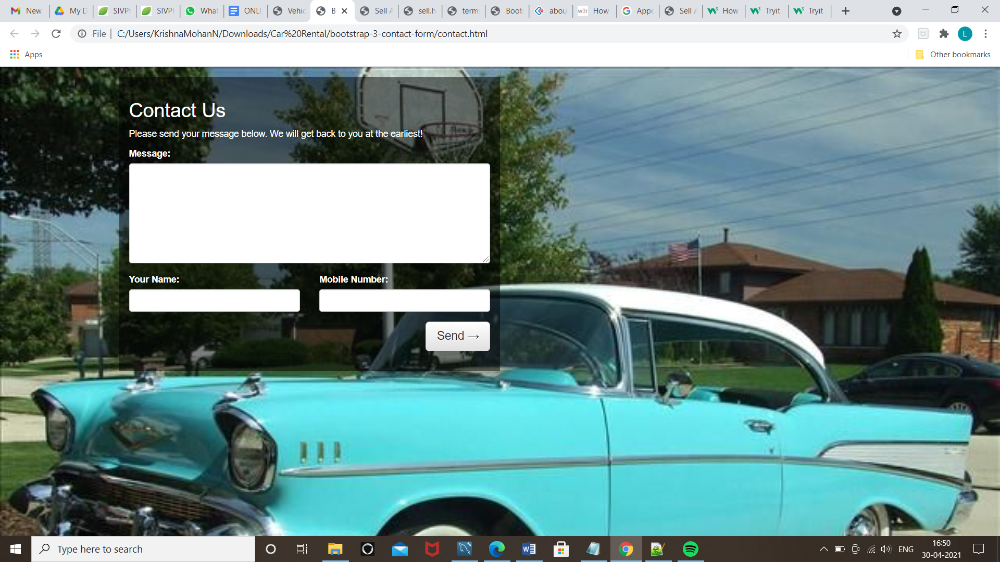 New
My D
SIVPI
SIVPI
What
ONLI
Vehic
B
Sell A
sell.h
term
Boot
abou
w3r
How
Appe
Sell A
How
Tryit
Tryit
File
C:/Users/KrishnaMohanN/Downloads/Car%20Rental/bootstrap-3-contact-form/contact.html
L
Apps
Other bookmarks
Contact Us
Please send your message below. We will get back to you at the earliest!
Message:
Your Name:
Mobile Number:
Send →
Type here to search
ENG
16:50
30-04-2021